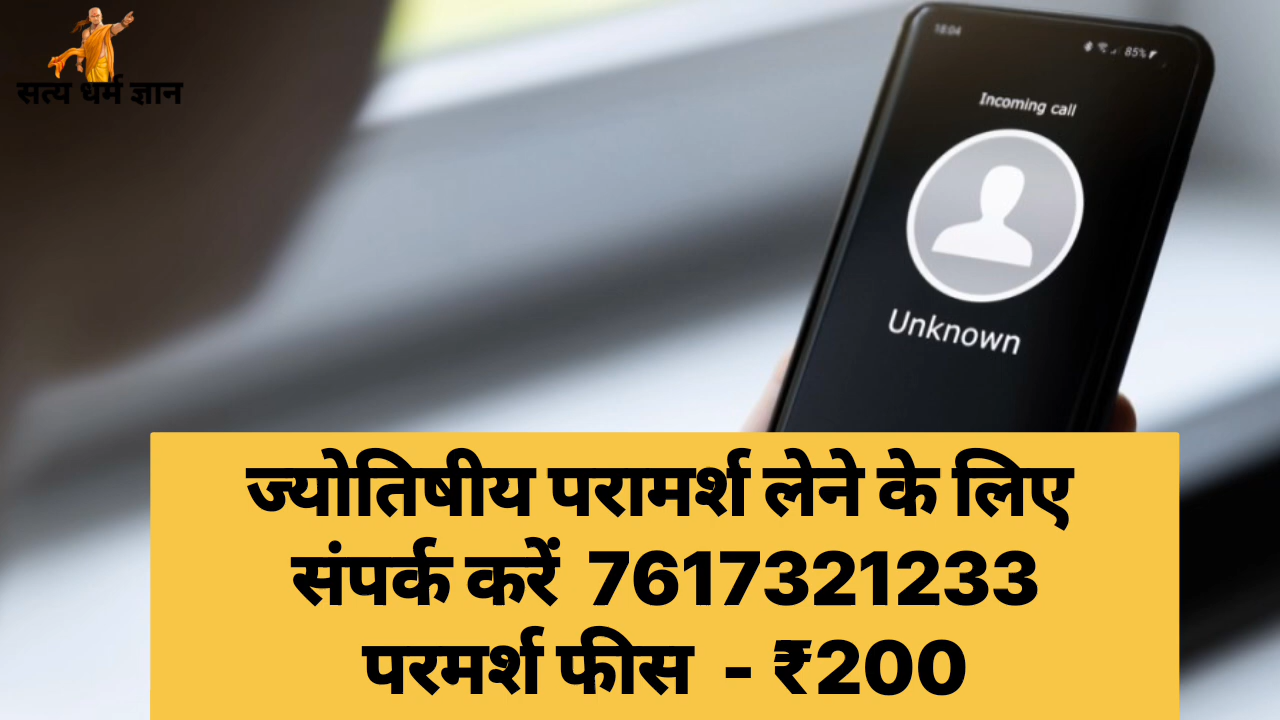 सत्य धर्म ज्ञान
18:04
85%
Incoming call
Unknown
ज्योतिषीय परामर्श लेने के लिए
संपर्क करें 7617321233
परमर्श फीस - ₹200